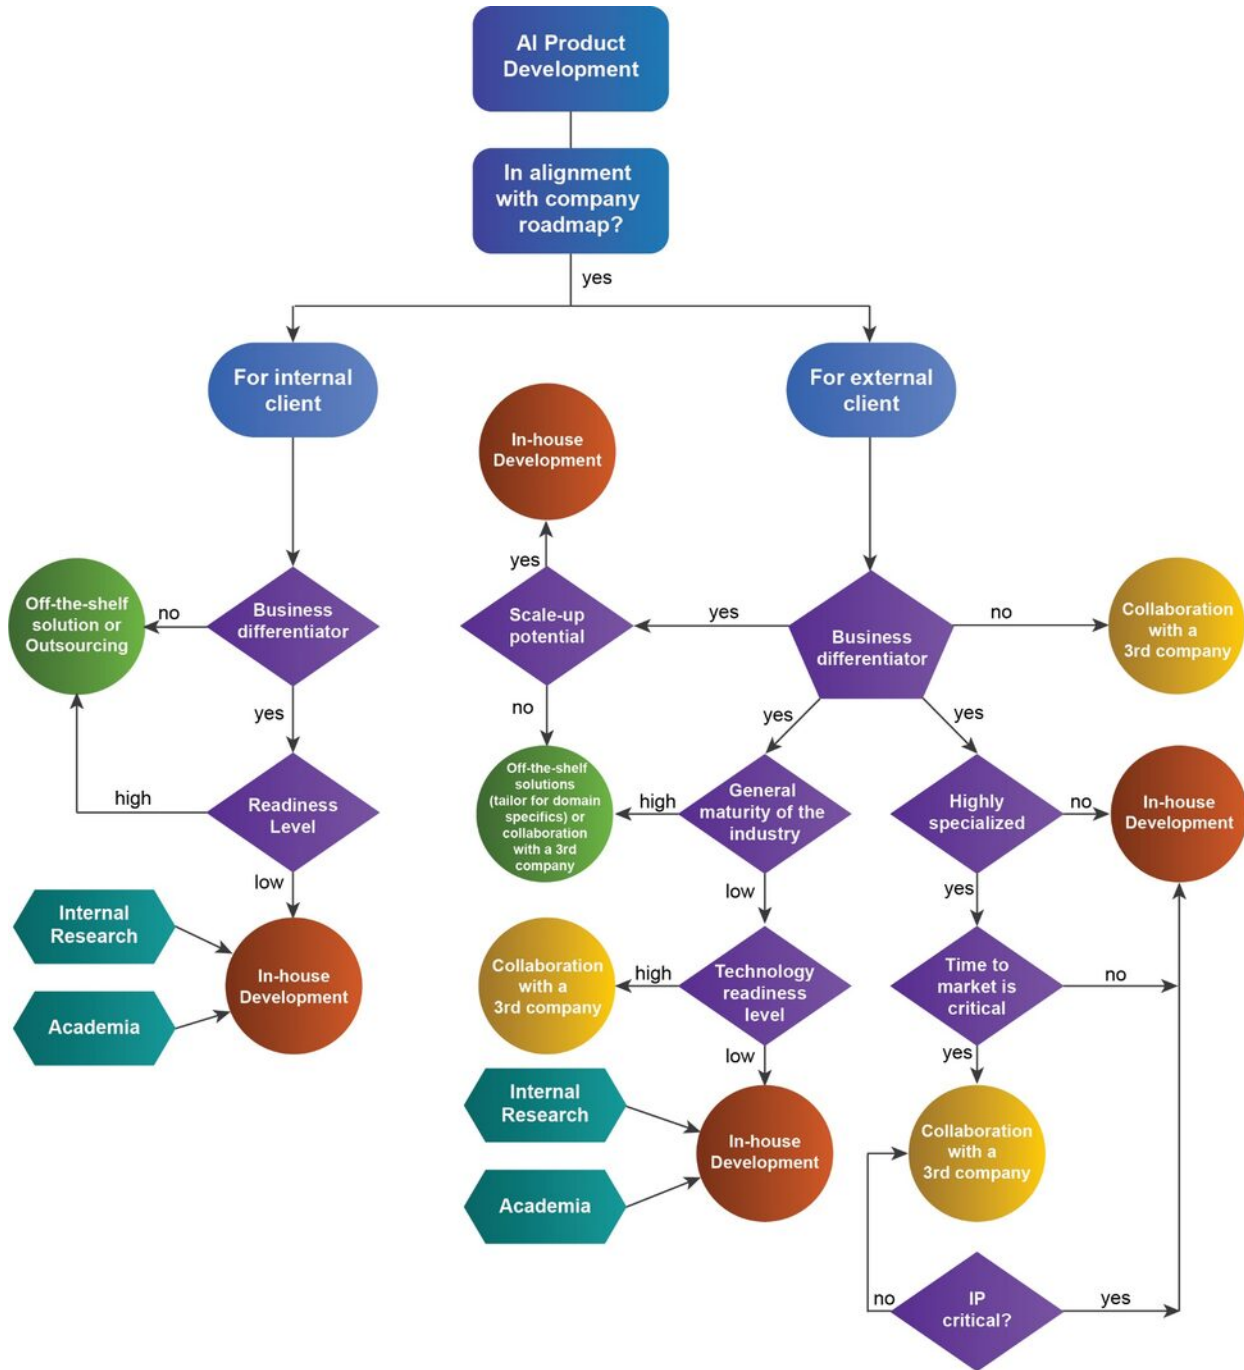 AI Product
Development
In alignment
with company
roadmap?
yes
For internal
client
For external
client
In-house
Development
yes
Off-the-shelf
solution or
Outsourcing
no
Business
differentiator
Scale-up
potential
yes
Business
differentiator
no
Collaboration
with a
3rd company
yes
no
yes
yes
high
Readiness
Level
Off-the-shelf
solutions
(tailor for domain
specifics) or
collaboration
with a 3rd
company
high
General
maturity of the
industry
Highly
specialized
no
In-house
Development
low
low
yes
Internal
Research
In-house
Development
Academia
Collaboration
with a
3rd company
high
Technology
readiness
level
Time to
market is
critical
no
low
yes
Internal
Research
In-house
Development
Academia
Collaboration
with a
3rd company
no
IP
critical?
yes